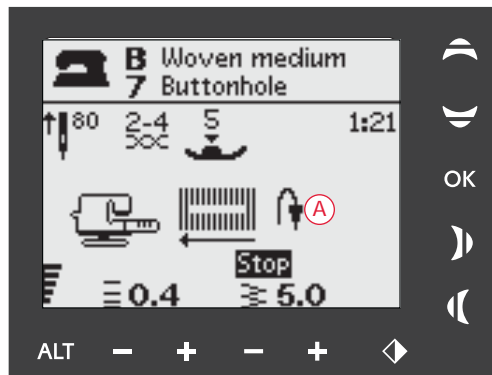 B Woven medium
7 Buttonhole
80 2-4 5 1:21
A
Stop
0.4 5.0
OK
ALT - + - +